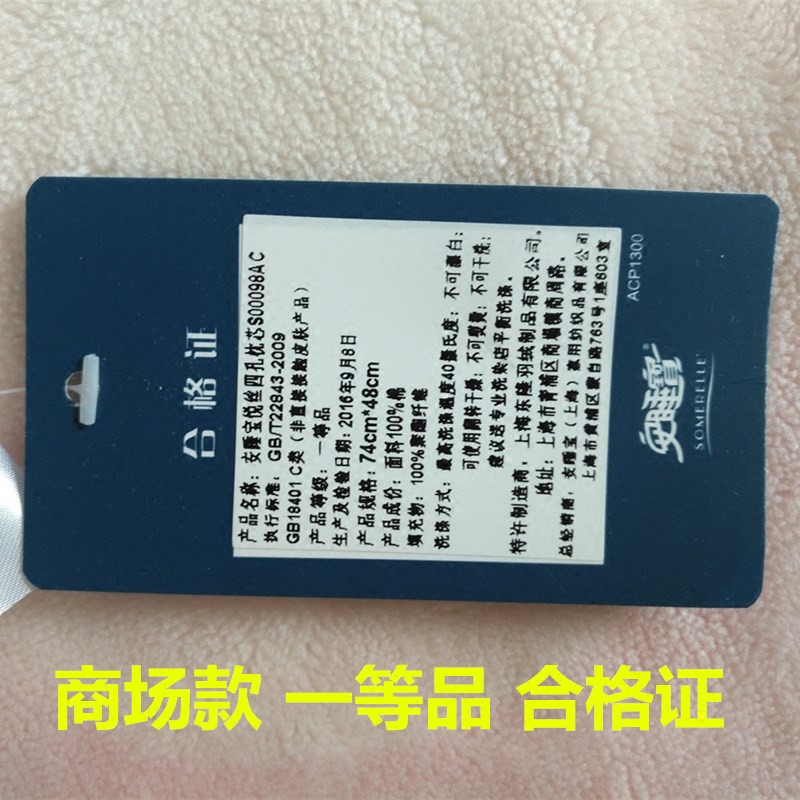 合格证
产品名称：安睡宝悦丝四孔枕芯S00098AC
执行标准：GB/T22843-2009
GB18401 C类（非直接接触皮肤产品）
产品等级：一等品
生产及检验日期：2016年9月8日
产品规格：74cm*48cm
产品成份：面料100%棉
填充物：100%聚酯纤维
洗涤方式：最高洗涤温度40摄氏度；不可漂白；
可使用翻转干燥；不可熨烫；不可干洗；
建议送专业洗染店平衡洗涤。
特许制造商：上海东隆羽绒制品有限公司。
地址：上海市青浦区商塌镇商周路。
总经销商：安睡宝（上海）家用纺织品有限公司
上海市黄浦区蒙自路763号1座603室
ACP1300
安睡宝
SOMERELLE
商场款 一等品 合格证